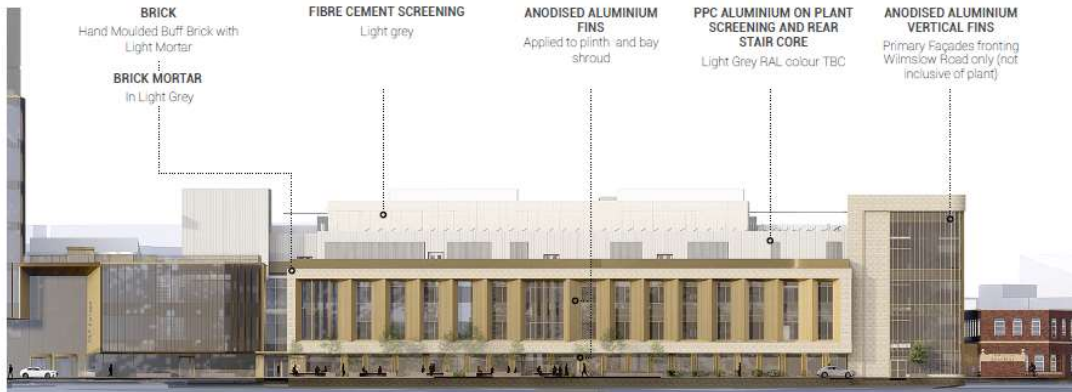 BRICK
Hand Moulded Buff Brick with
Light Mortar
BRICK MORTAR
In Light Grey
FIBRE CEMENT SCREENING
Light grey
ANODISED ALUMINIUM
FINS
Applied to plinth and bay
shroud
PPC ALUMINIUM ON PLANT
SCREENING AND REAR
STAIR CORE
Light Grey RAL colour TBC
ANODISED ALUMINIUM
VERTICAL FINS
Primary Façades fronting
Wilmslow Road only (not
inclusive of plant)